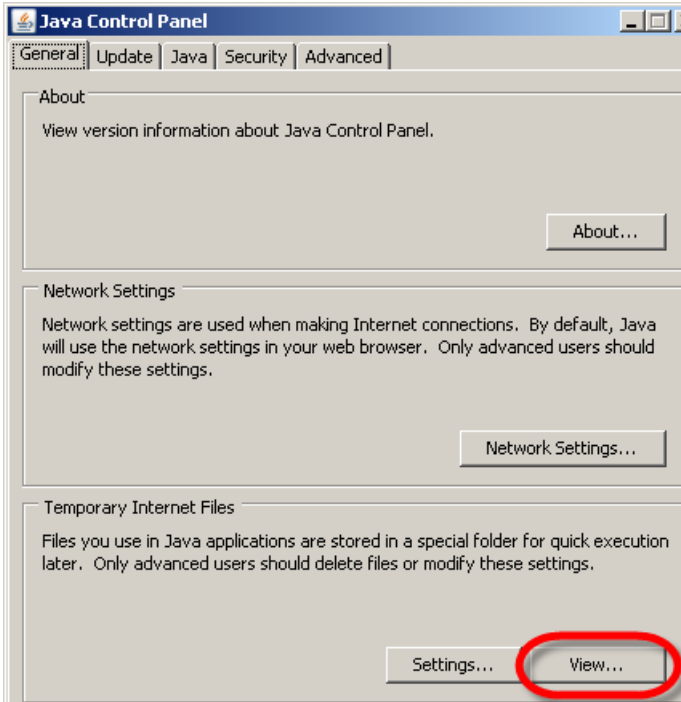 Java Control Panel
General Update Java Security Advanced
About
View version information about Java Control Panel.
About...
Network Settings
Network settings are used when making Internet connections. By default, Java
will use the network settings in your web browser. Only advanced users should
modify these settings.
Network Settings...
Temporary Internet Files
Files you use in Java applications are stored in a special folder for quick execution
later. Only advanced users should delete files or modify these settings.
Settings... View...